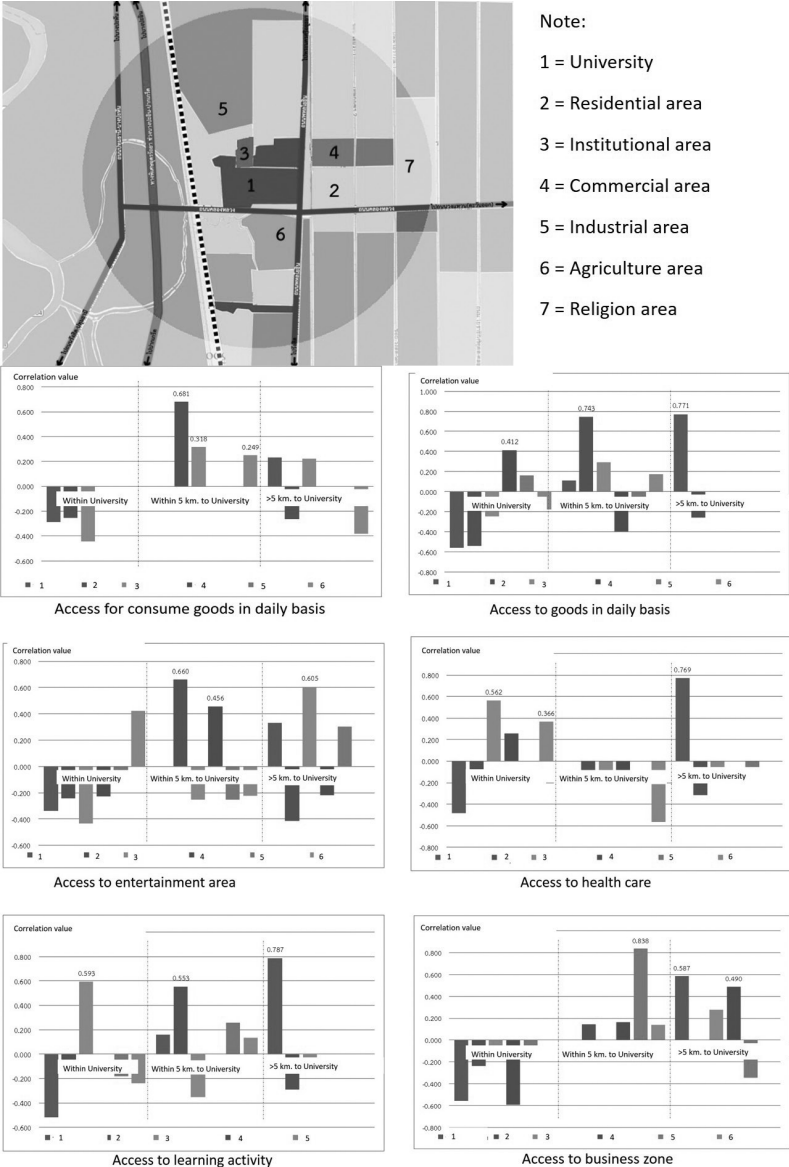 Note:
1 = University
2 = Residential area
3 = Institutional area
4 = Commercial area
5 = Industrial area
6 = Agriculture area
7 = Religion area
5
3
4
7
1
2
6
Correlation value
0.800
0.600
0.400
0.200
0.000
-0.200
-0.400
-0.600
0.681
0.318
0.249
Within University
Within 5 km. to University
>5 km. to University
1 2 3 4 5 6
Access for consume goods in daily basis
Correlation value
1.000
0.800
0.600
0.400
0.200
0.000
-0.200
-0.400
-0.600
-0.800
0.412
0.743
0.771
Within University
Within 5 km. to University
>5 km. to University
1 2 3 4 5 6
Access to goods in daily basis
Correlation value
0.800
0.600
0.400
0.200
0.000
-0.200
-0.400
-0.600
0.660
0.456
0.605
Within University
Within 5 km. to University
>5 km. to University
1 2 3 4 5 6
Access to entertainment area
Correlation value
0.800
0.600
0.400
0.200
0.000
-0.200
-0.400
-0.600
-0.800
0.562
0.366
0.769
Within University
Within 5 km. to University
>5 km. to University
1 2 3 4 5 6
Access to health care
Correlation value
0.800
0.600
0.400
0.200
0.000
-0.200
-0.400
-0.600
0.593
0.555
0.787
Within University
Within 5 km. to University
>5 km. to University
1 2 3 4 5
Access to learning activity
Correlation value
0.800
0.600
0.400
0.200
0.000
-0.200
-0.400
-0.600
-0.800
0.838
0.587
0.490
Within University
Within 5 km. to University
>5 km. to University
1 2 3 4 5 6
Access to business zone